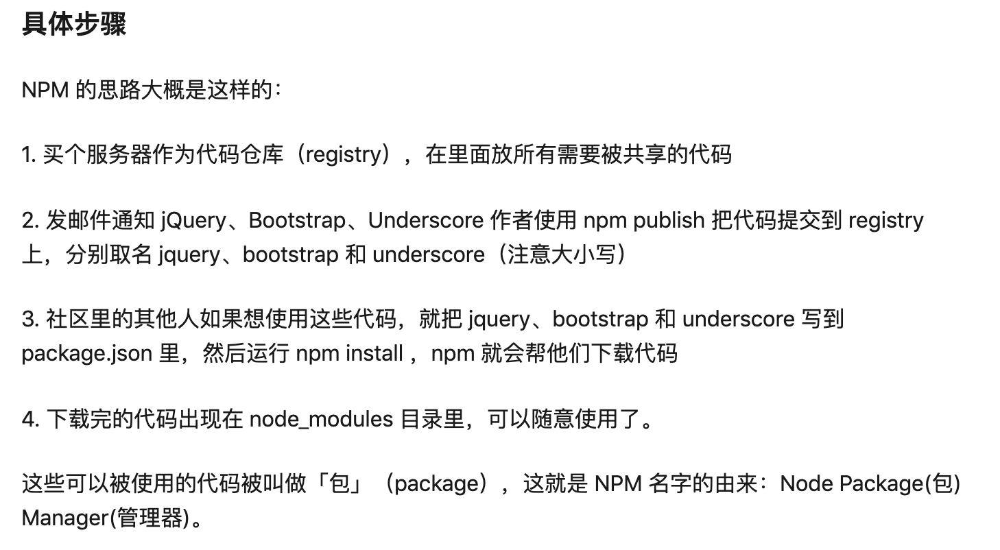 具体步骤
NPM 的思路大概是这样的：
1. 买个服务器作为代码仓库（registry），在里面放所有需要被共享的代码
2. 发邮件通知 jQuery、Bootstrap、Underscore 作者使用 npm publish 把代码提交到 registry
上，分别取名 jquery、bootstrap 和 underscore（注意大小写）
3. 社区里的其他人如果想使用这些代码，就把 jquery、bootstrap 和 underscore 写到
package.json 里，然后运行 npm install ，npm 就会帮他们下载代码
4. 下载完的代码出现在 node_modules 目录里，可以随意使用了。
这些可以被使用的代码被叫做「包」（package），这就是 NPM 名字的由来：Node Package(包)
Manager(管理器)。